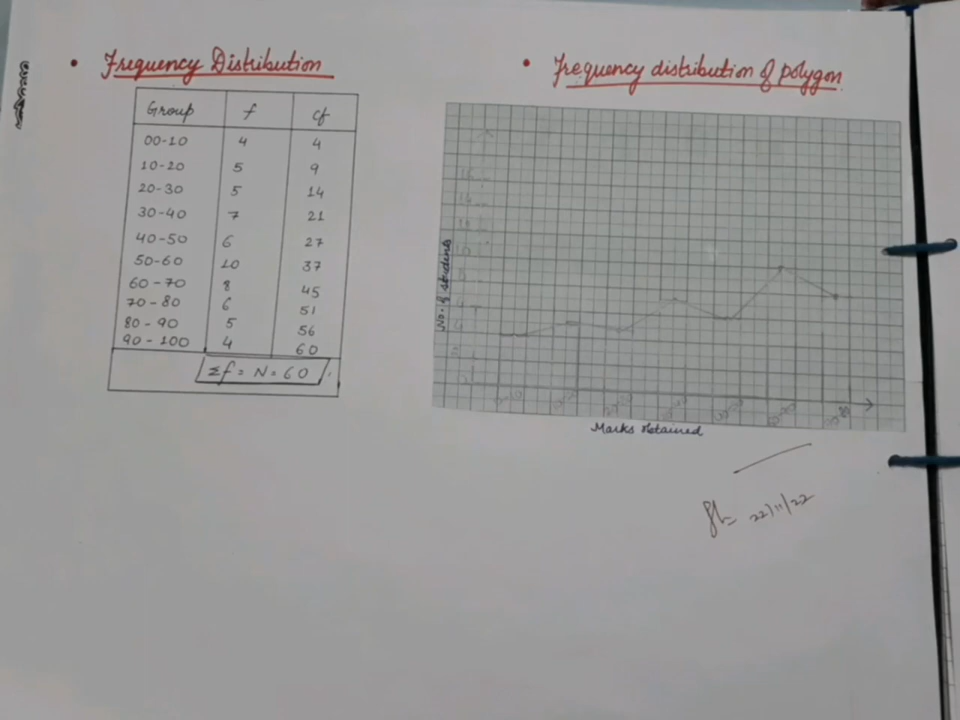 • Frequency Distribution
Group f cf
00-10 4 4
10-20 5 9
20-30 5 14
30-40 7 21
40-50 6 27
50-60 10 37
60-70 8 45
70-80 6 51
80-90 5 56
90-100 4 60
Σf = N = 60
• Frequency distribution of polygon
No. of students
Marks Obtained
22/11/22